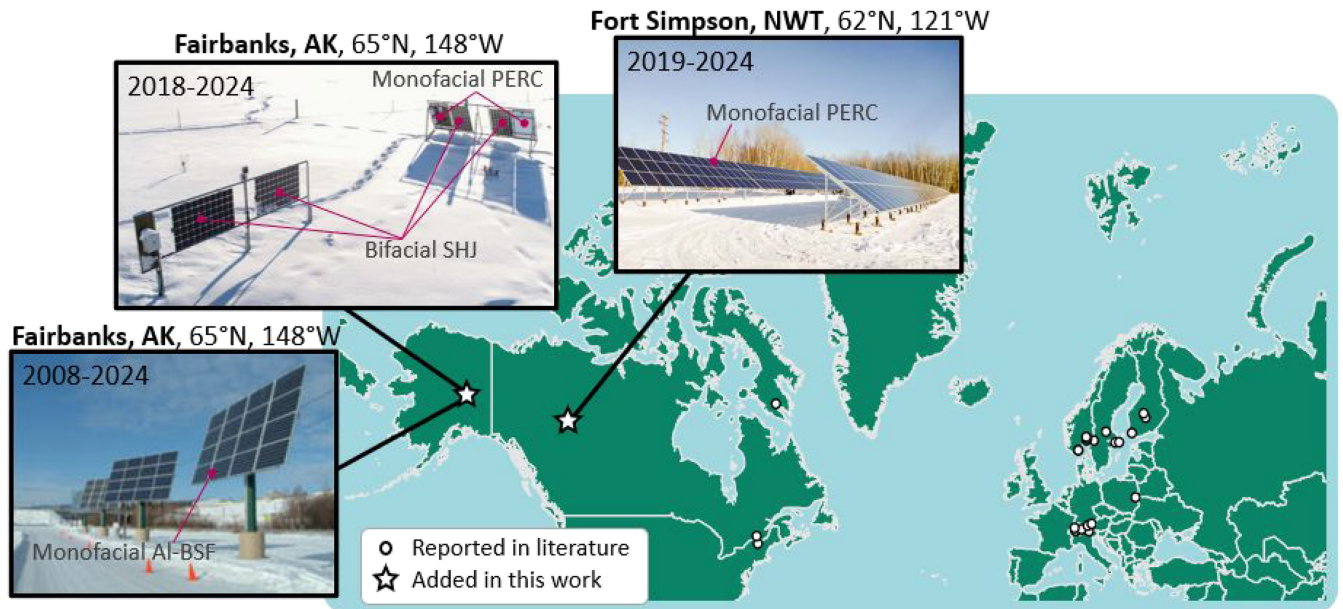 Fort Simpson, NWT, 62°N, 121°W
Fairbanks, AK, 65°N, 148°W
2018-2024
Monofacial PERC
Bifacial SHJ
2019-2024
Monofacial PERC
Fairbanks, AK, 65°N, 148°W
2008-2024
Monofacial Al-BSF
Reported in literature
Added in this work